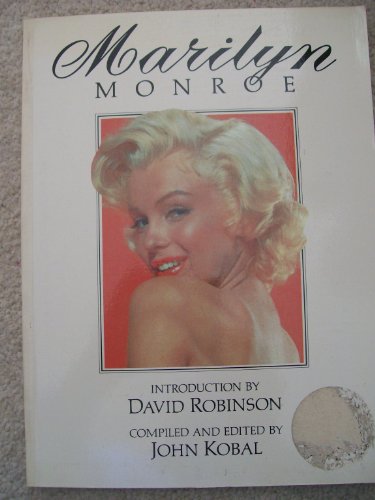 Marilyn
MONROE
INTRODUCTION BY
DAVID ROBINSON
COMPILED AND EDITED BY
JOHN KOBAL